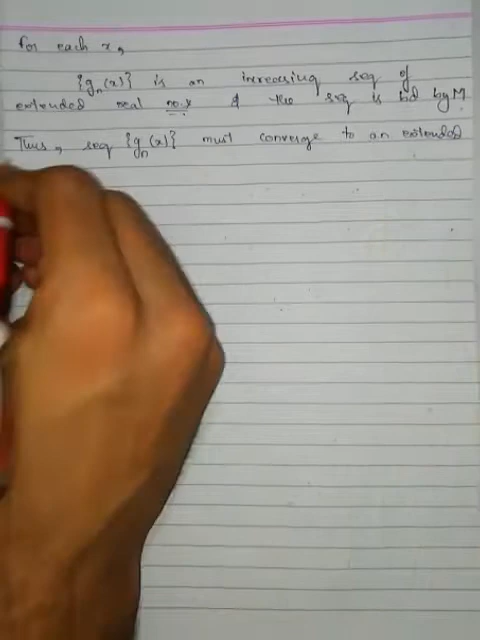 For each x,
{gₙ(x)} is an increasing seq of
extended real no.s & the seq is bd by M.
Thus, seq {gₙ(x)} must converge to an extended